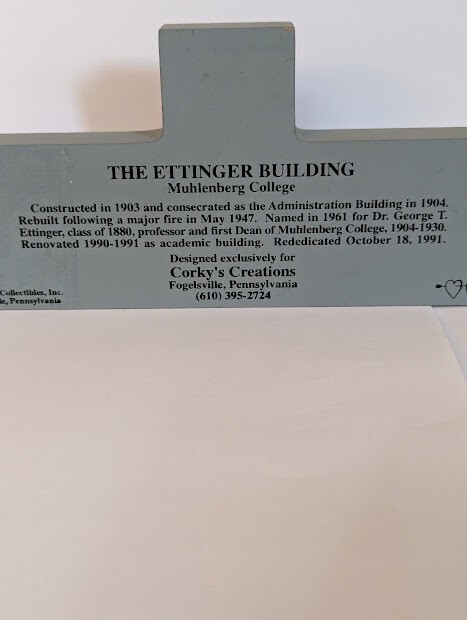 THE ETTINGER BUILDING
Muhlenberg College
Constructed in 1903 and consecrated as the Administration Building in 1904.
Rebuilt following a major fire in May 1947. Named in 1961 for Dr. George T.
Ettinger, class of 1880, professor and first Dean of Muhlenberg College, 1904-1930.
Renovated 1990-1991 as academic building. Rededicated October 18, 1991.
Designed exclusively for
Corky's Creations
Fogelsville, Pennsylvania
(610) 395-2724
Collectibles, Inc.
le, Pennsylvania